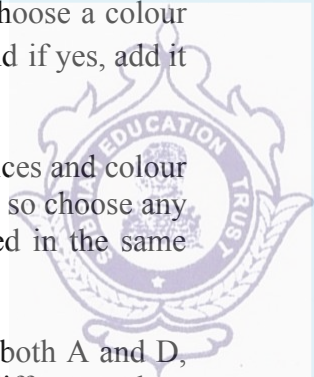 hoose a colour
d if yes, add it
EDUCATION
TRUST
ices and colour
so choose any
ed in the same
both A and D,